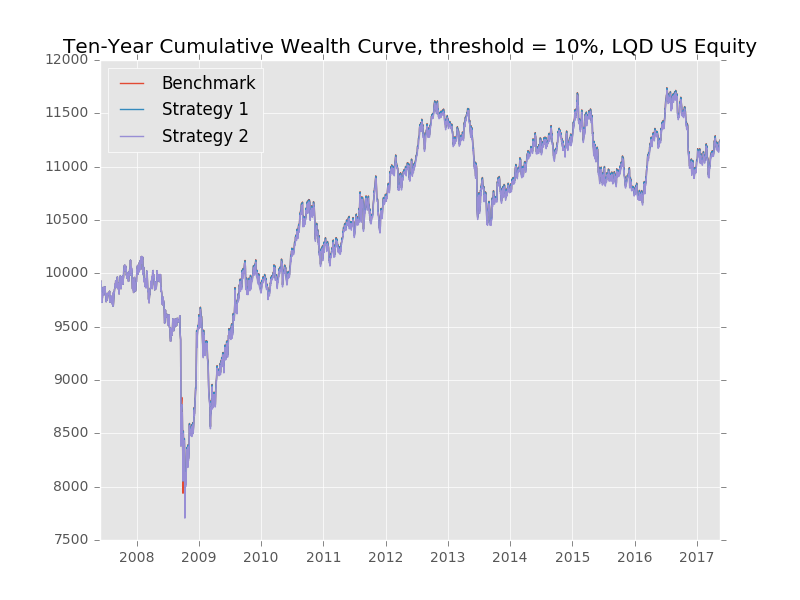 Ten-Year Cumulative Wealth Curve, threshold = 10%, LQD US Equity
12000
11500
11000
10500
10000
9500
9000
8500
8000
7500
Benchmark
Strategy 1
Strategy 2
2008 2009 2010 2011 2012 2013 2014 2015 2016 2017